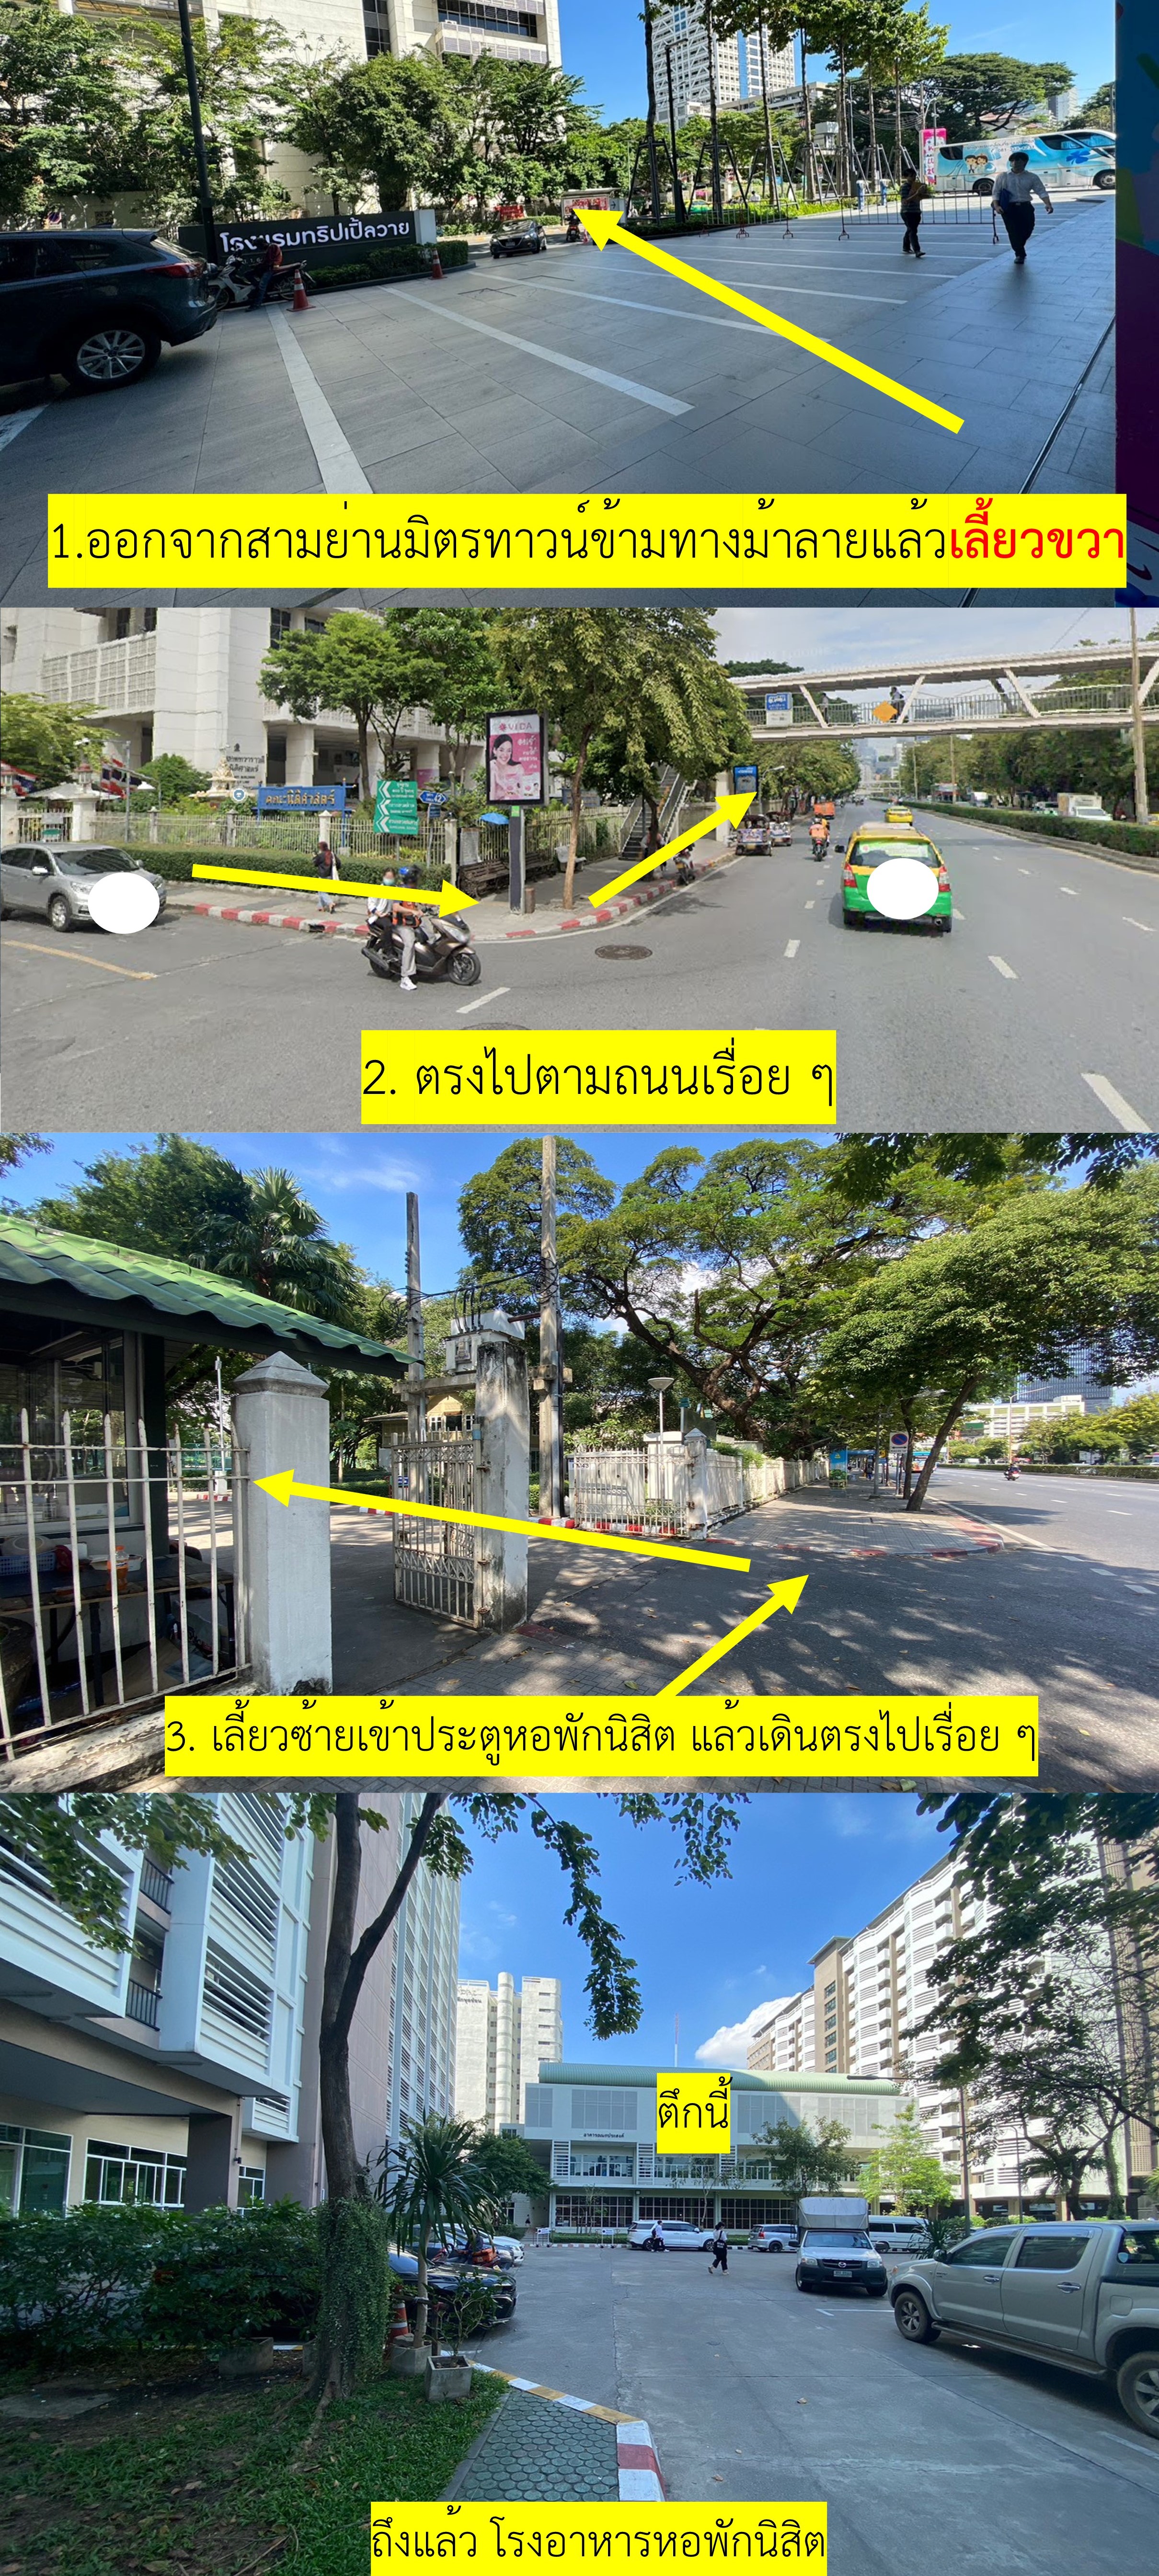 โรงแรมทริปเปิ้ลวาย
1.ออกจากสามย่านมิตรทาวน์ข้ามทางม้าลายแล้วเลี้ยวขวา
VIDA
คณะนิติศาสตร์
2. ตรงไปตามถนนเรื่อย ๆ
3. เลี้ยวซ้ายเข้าประตูหอพักนิสิต แล้วเดินตรงไปเรื่อย ๆ
ตึกนี้
ถึงแล้ว โรงอาหารหอพักนิสิต